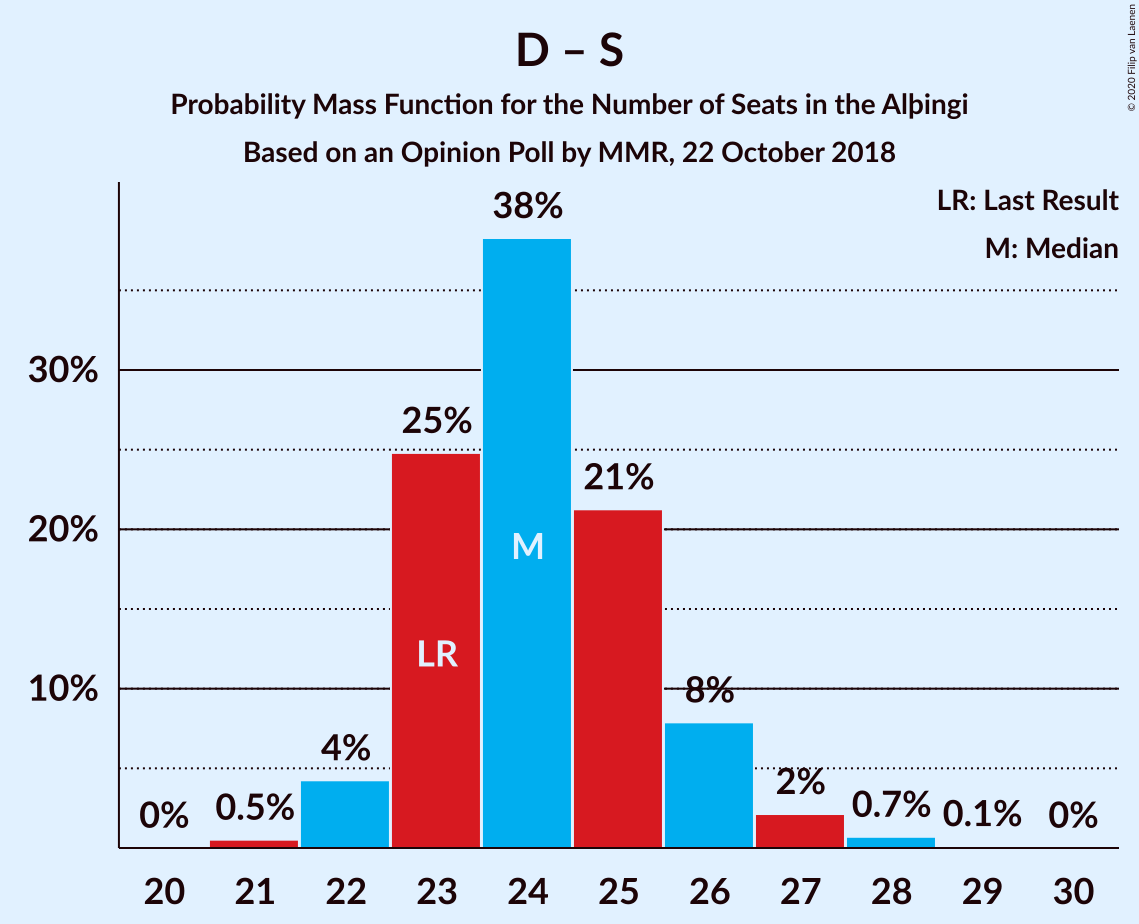 D – S
Probability Mass Function for the Number of Seats in the Alþingi
Based on an Opinion Poll by MMR, 22 October 2018
© 2020 Filip van Laenen
LR: Last Result
M: Median
38%
30%
25%
21%
20%
M
LR
10%
8%
4%
2%
0%
0.5%
0.7%
0.1%
0%
20 21 22 23 24 25 26 27 28 29 30